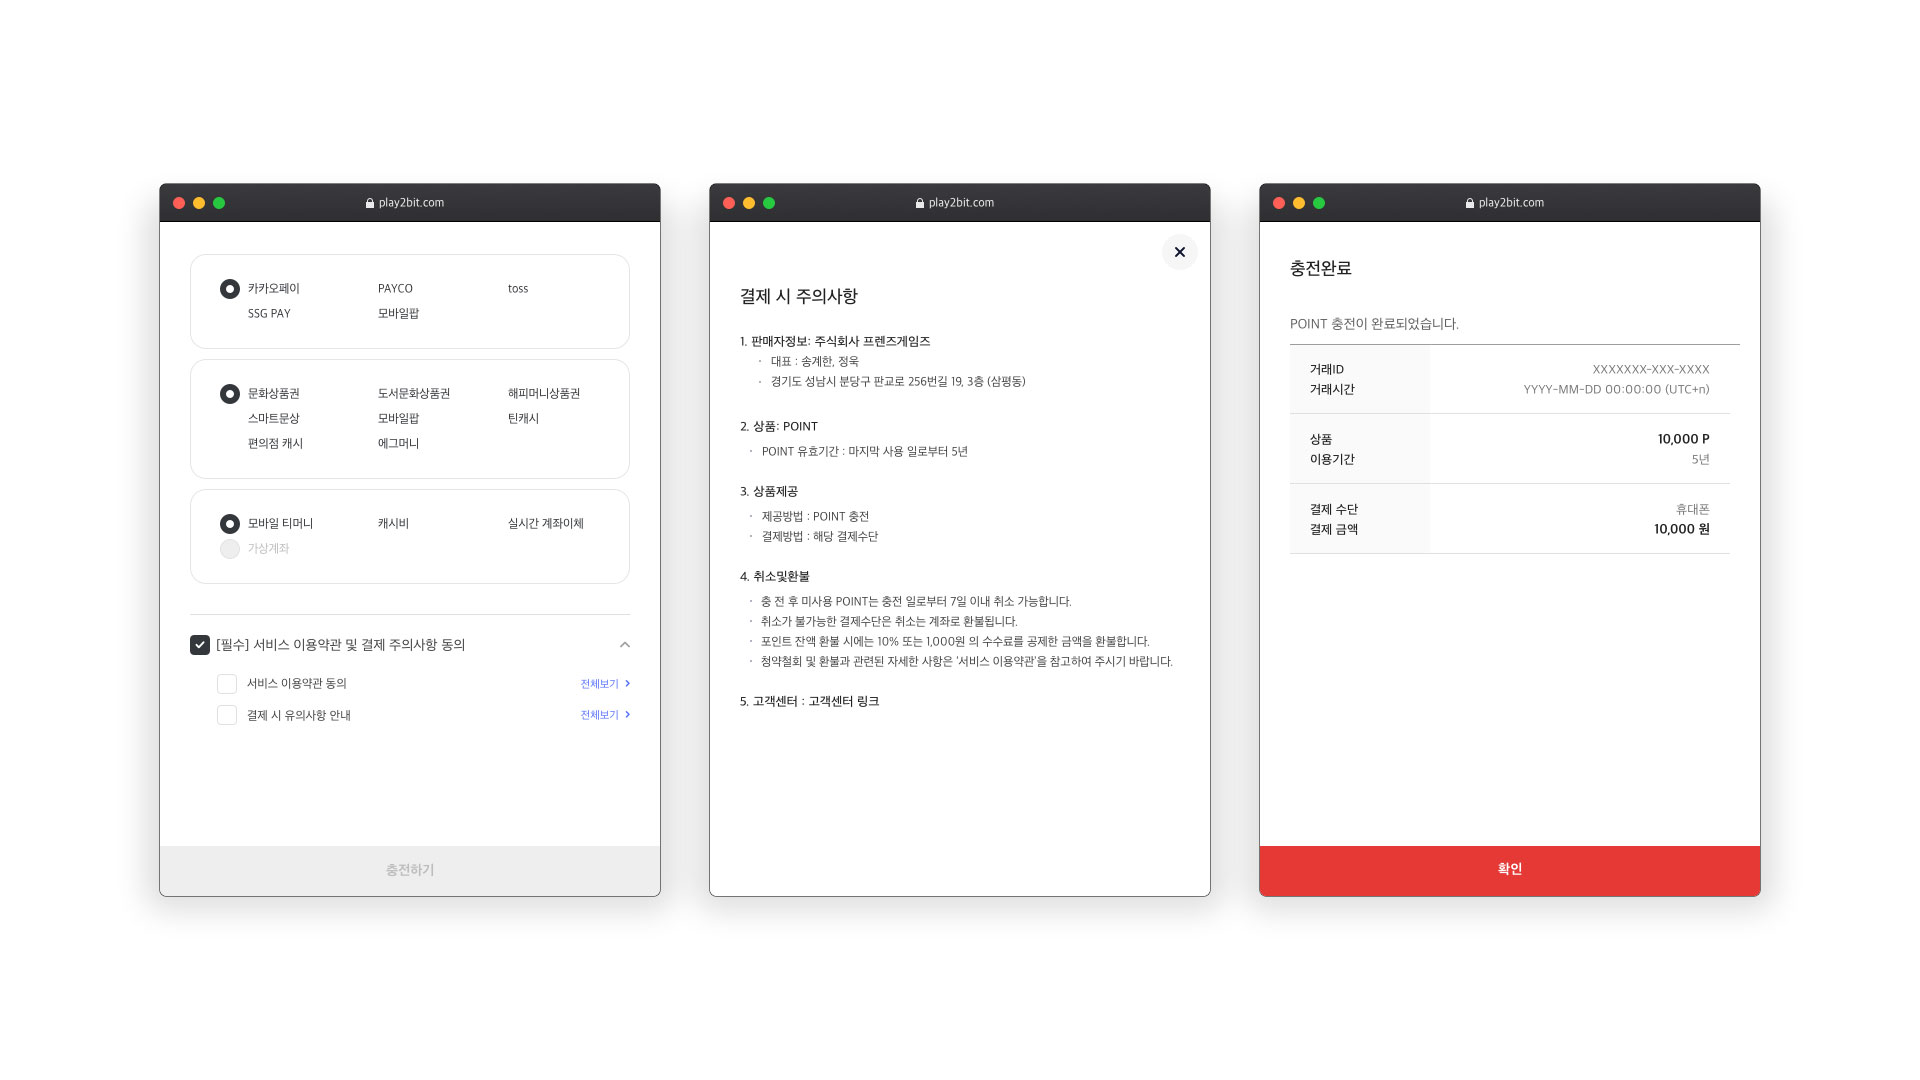 play2bit.com
카카오페이 PAYCO toss
SSG PAY 모바일팝
문화상품권 도서문화상품권 해피머니상품권
스마트문상 모바일팝 틴캐시
편의점 캐시 에그머니
모바일 티머니 캐시비 실시간 계좌이체
가상계좌
[필수] 서비스 이용약관 및 결제 주의사항 동의
서비스 이용약관 동의 전체보기
결제 시 유의사항 안내 전체보기
충전하기
play2bit.com
결제 시 주의사항
1. 판매자정보: 주식회사 프렌즈게임즈
· 대표 : 송계한, 정욱
· 경기도 성남시 분당구 판교로 256번길 19, 3층 (삼평동)
2. 상품: POINT
· POINT 유효기간 : 마지막 사용 일로부터 5년
3. 상품제공
· 제공방법 : POINT 충전
· 결제방법 : 해당 결제수단
4. 취소및환불
· 충 전 후 미사용 POINT는 충전 일로부터 7일 이내 취소 가능합니다.
· 취소가 불가능한 결제수단은 취소는 계좌로 환불됩니다.
· 포인트 잔액 환불 시에는 10% 또는 1,000원 의 수수료를 공제한 금액을 환불합니다.
· 청약철회 및 환불과 관련된 자세한 사항은 '서비스 이용약관'을 참고하여 주시기 바랍니다.
5. 고객센터 : 고객센터 링크
play2bit.com
충전완료
POINT 충전이 완료되었습니다.
거래ID XXXXXXX-XXX-XXXX
거래시간 YYYY-MM-DD 00:00:00 (UTC+n)
상품 10,000 P
이용기간 5년
결제 수단 휴대폰
결제 금액 10,000 원
확인